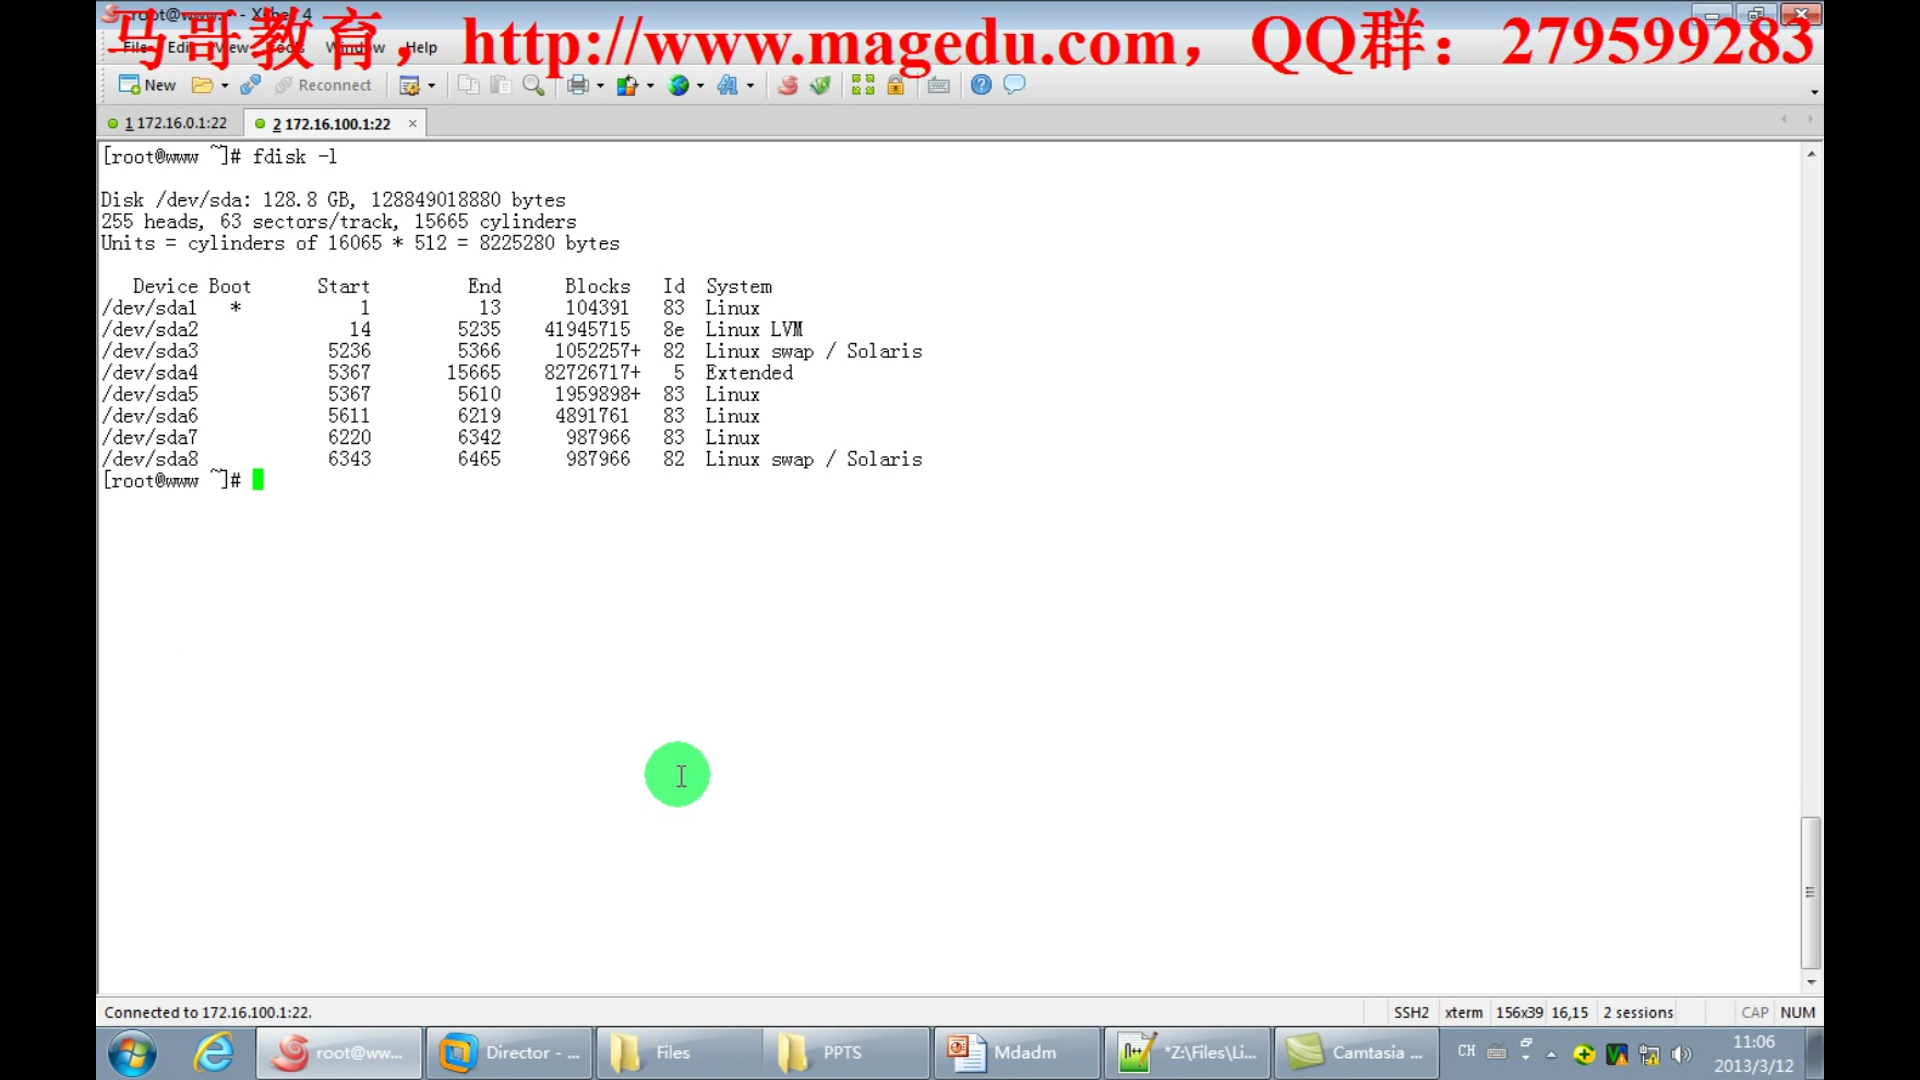 root@www:~ - Xshell 4
马哥教育，http://www.magedu.com，QQ群：279599283
File Edit View Tools Window Help
New Reconnect
1 172.16.0.1:22 2 172.16.100.1:22
[root@www ~]# fdisk -l
Disk /dev/sda: 128.8 GB, 128849018880 bytes
255 heads, 63 sectors/track, 15665 cylinders
Units = cylinders of 16065 * 512 = 8225280 bytes
Device Boot Start End Blocks Id System
/dev/sda1 * 1 13 104391 83 Linux
/dev/sda2 14 5235 41945715 8e Linux LVM
/dev/sda3 5236 5366 1052257+ 82 Linux swap / Solaris
/dev/sda4 5367 15665 82726717+ 5 Extended
/dev/sda5 5367 5610 1959898+ 83 Linux
/dev/sda6 5611 6219 4891761 83 Linux
/dev/sda7 6220 6342 987966 83 Linux
/dev/sda8 6343 6465 987966 82 Linux swap / Solaris
[root@www ~]#
Connected to 172.16.100.1:22. SSH2 xterm 156x39 16,15 2 sessions CAP NUM
root@ww... Director - ... Files PPTS Mdadm *Z:\Files\Li... Camtasia ... CH 11:06
2013/3/12